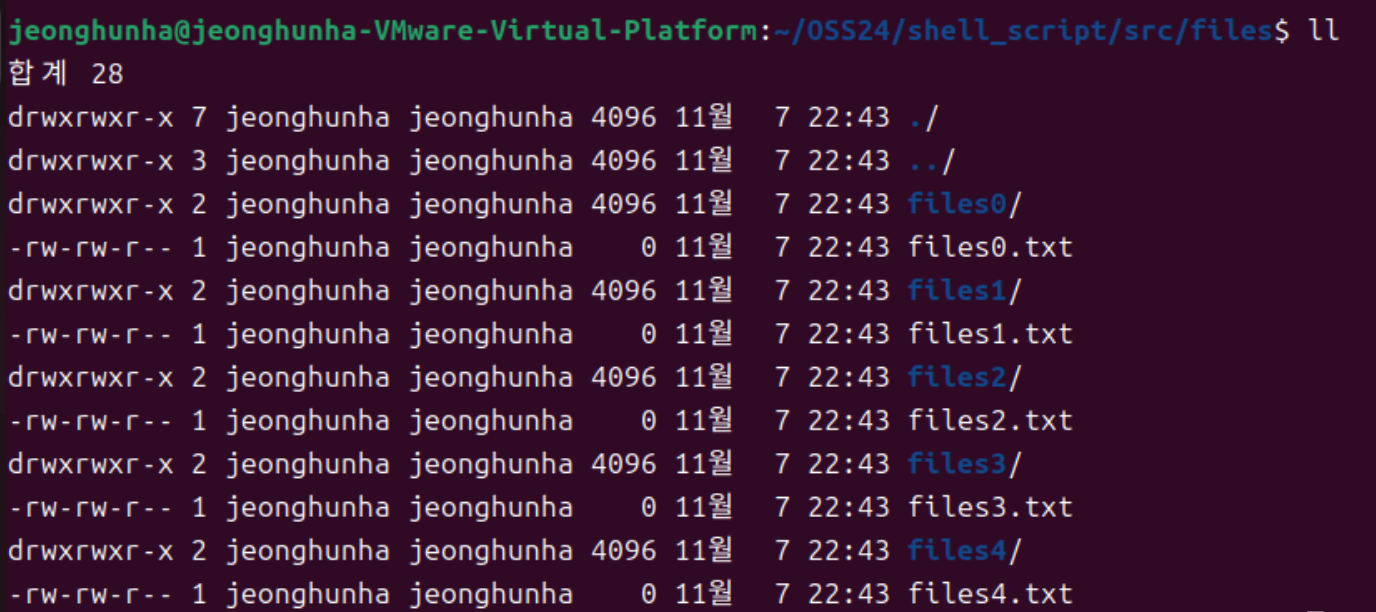 jeonghunha@jeonghunha-VMware-Virtual-Platform:~/OSS24/shell_script/src/files$ ll
합계 28
drwxrwxr-x 7 jeonghunha jeonghunha 4096 11월  7 22:43 ./
drwxrwxr-x 3 jeonghunha jeonghunha 4096 11월  7 22:43 ../
drwxrwxr-x 2 jeonghunha jeonghunha 4096 11월  7 22:43 files0/
-rw-rw-r-- 1 jeonghunha jeonghunha    0 11월  7 22:43 files0.txt
drwxrwxr-x 2 jeonghunha jeonghunha 4096 11월  7 22:43 files1/
-rw-rw-r-- 1 jeonghunha jeonghunha    0 11월  7 22:43 files1.txt
drwxrwxr-x 2 jeonghunha jeonghunha 4096 11월  7 22:43 files2/
-rw-rw-r-- 1 jeonghunha jeonghunha    0 11월  7 22:43 files2.txt
drwxrwxr-x 2 jeonghunha jeonghunha 4096 11월  7 22:43 files3/
-rw-rw-r-- 1 jeonghunha jeonghunha    0 11월  7 22:43 files3.txt
drwxrwxr-x 2 jeonghunha jeonghunha 4096 11월  7 22:43 files4/
-rw-rw-r-- 1 jeonghunha jeonghunha    0 11월  7 22:43 files4.txt